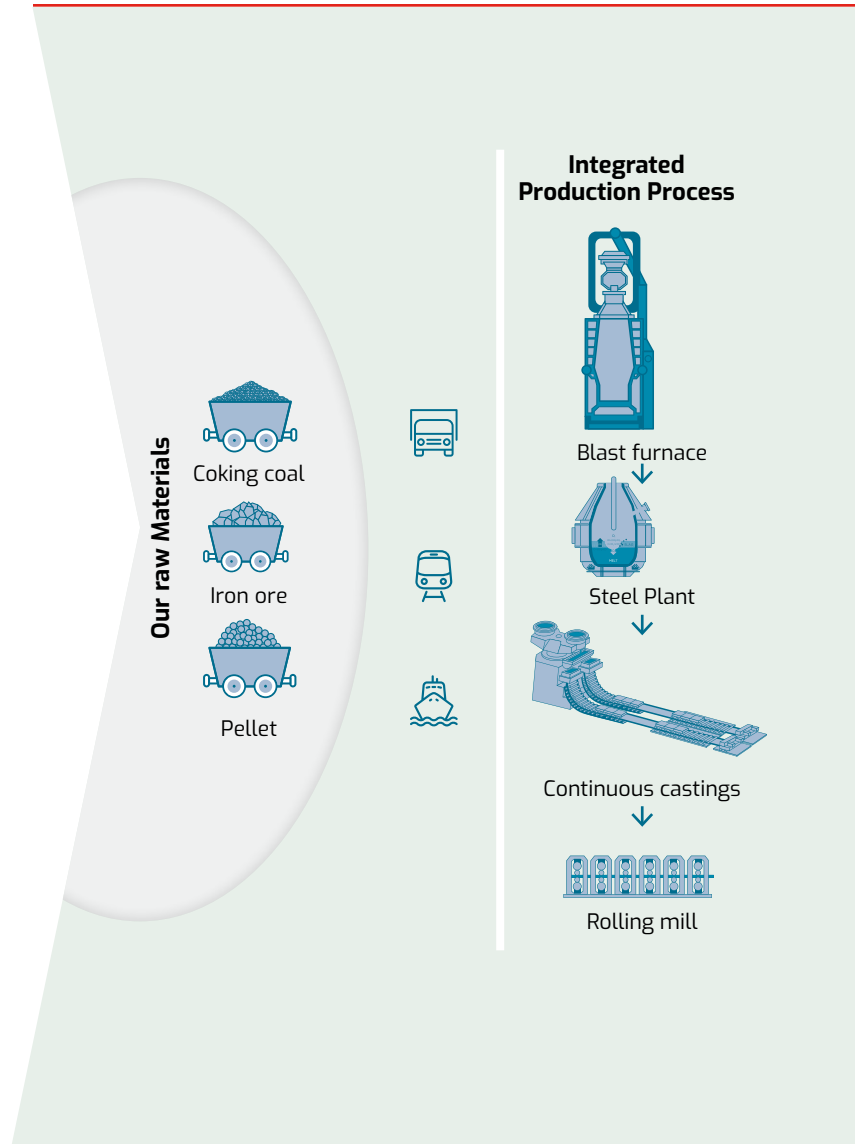 Our raw Materials
Coking coal
Iron ore
Pellet
Integrated
Production Process
Blast furnace
Steel Plant
Continuous castings
Rolling mill